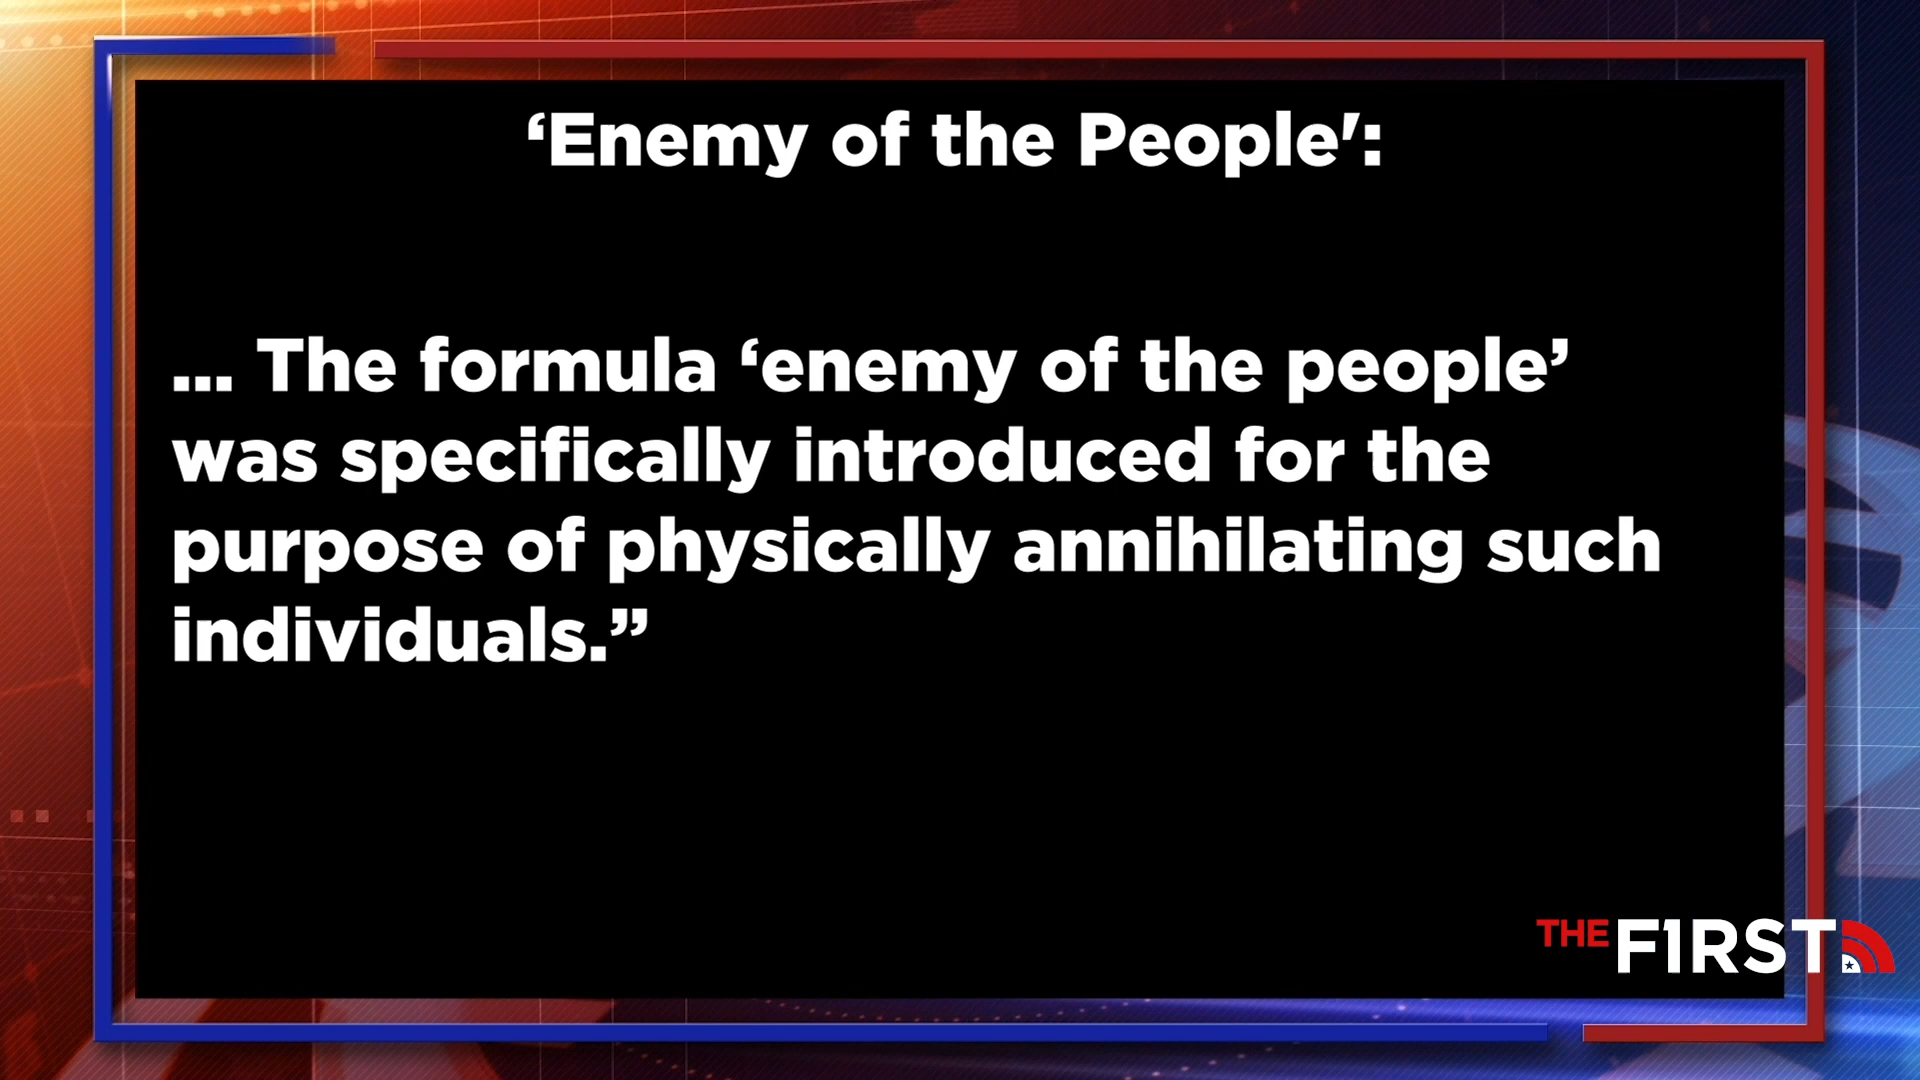 ‘Enemy of the People':
... The formula ‘enemy of the people’
was specifically introduced for the
purpose of physically annihilating such
individuals.”
THE FIRST